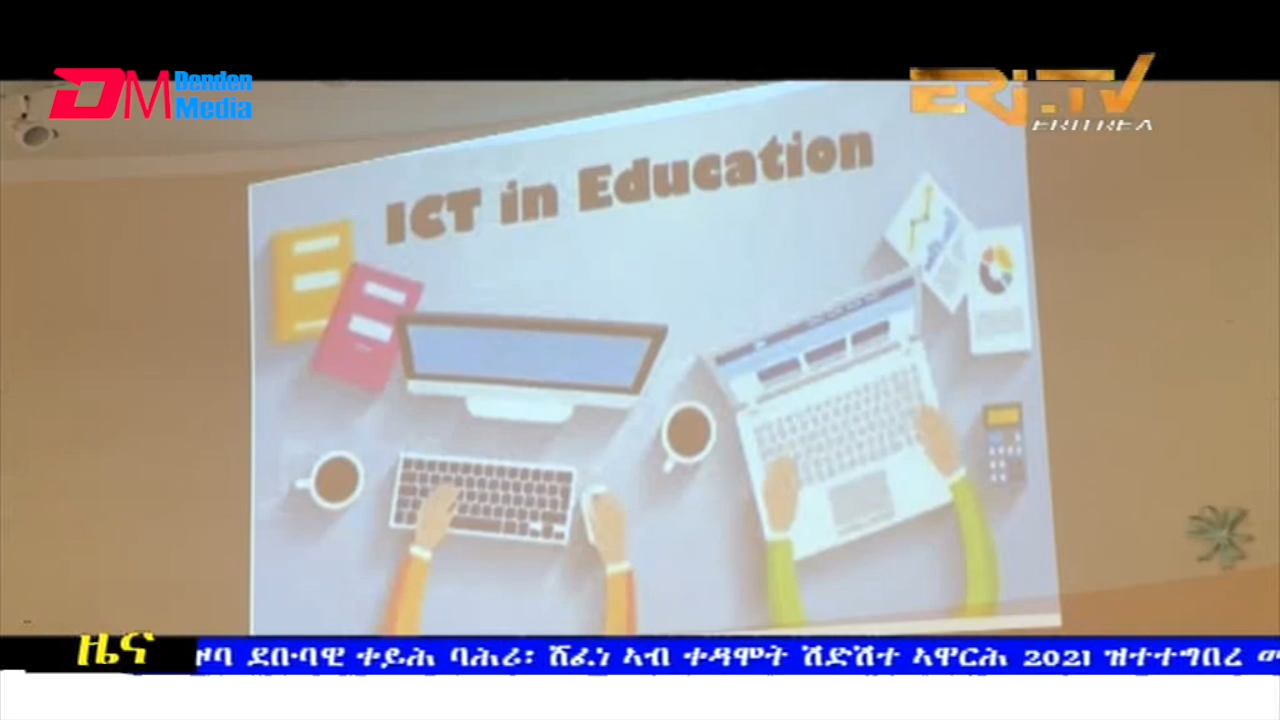 DM Denden
Media
ERi-TV
ERITREA
ICT in Education
ዜና
ዞባ ደቡባዊ ቀይሕ ባሕሪ፡ ሸፈነ ኣብ ቀዳሞት ሽድሽተ ኣዋርሕ 2021 ዝተተግበረ